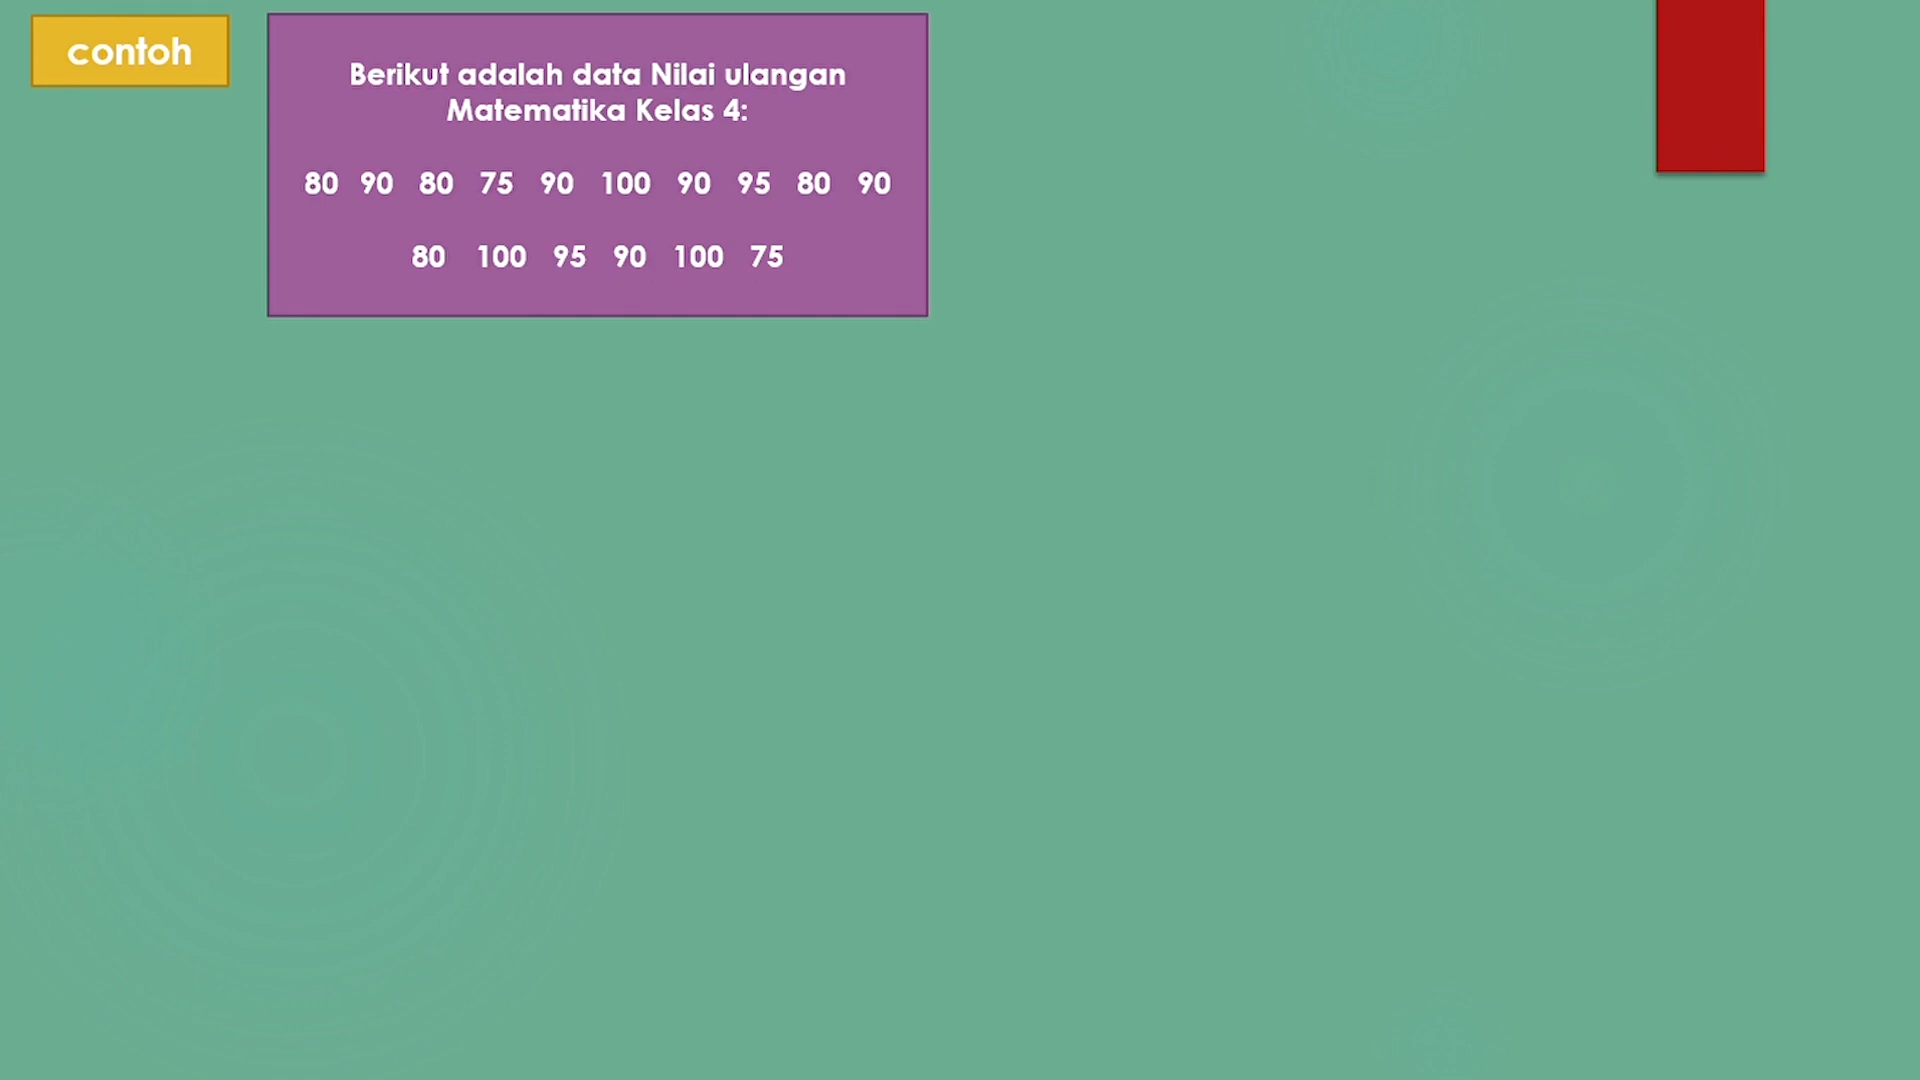 contoh
Berikut adalah data Nilai ulangan
Matematika Kelas 4:
80 90 80 75 90 100 90 95 80 90
80 100 95 90 100 75